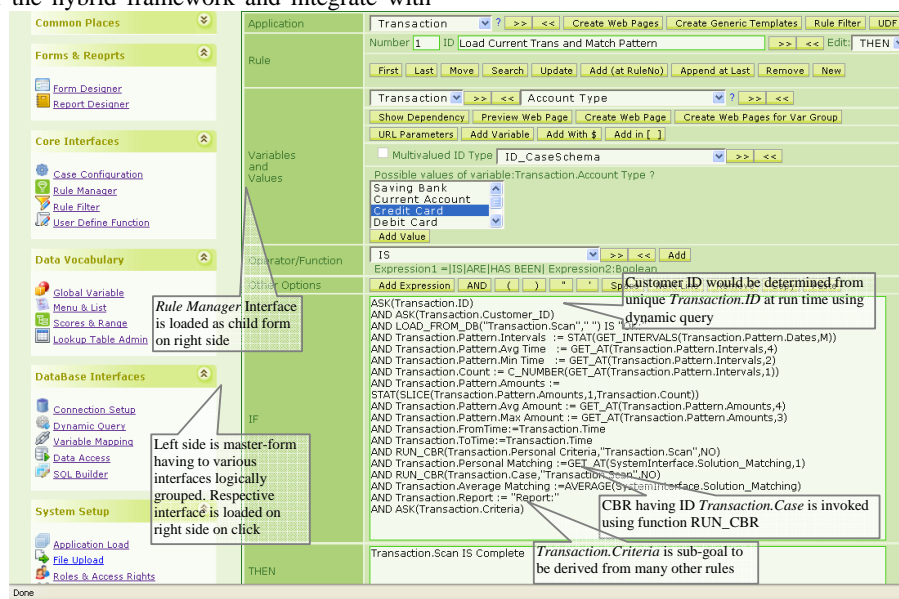 the hybrid framework and integrate with
Common Places
Forms & Reoprts
Form Designer
Report Designer
Core Interfaces
Case Configuration
Rule Manager
Rule Filter
User Define Function
Data Vocabulary
Global Variable
Menu & List
Scores & Range
Lookup Table Admin
DataBase Interfaces
Connection Setup
Dynamic Query
Variable Mapping
Data Access
SQL Builder
System Setup
Application Load
File Upload
Roles & Access Rights
Done
Application
Transaction ? >> << Create Web Pages Create Generic Templates Rule Filter UDF
Rule
Number 1 ID Load Current Trans and Match Pattern >> << Edit: THEN
First Last Move Search Update Add (at RuleNo) Append at Last Remove New
Variables
and
Values
Transaction >> << Account Type ? >> <<
Show Dependency Preview Web Page Create Web Page Create Web Pages for Var Group
URL Parameters Add Variable Add With $ Add in [ ]
Multivalued ID Type ID_CaseSchema >> <<
Possible values of variable:Transaction.Account Type ?
Saving Bank
Current Account
Credit Card
Debit Card
Add Value
Operator/Function
IS >> << Add
Expression1 =|IS|ARE|HAS BEEN| Expression2:Boolean
Other Options
Add Expression AND ( ) " '
IF
ASK(Transaction.ID)
AND ASK(Transaction.Customer_ID)
AND LOAD_FROM_DB("Transaction.Scan"," ") IS "OK"
AND Transaction.Pattern.Intervals := STAT(GET_INTERVALS(Transaction.Pattern.Dates,M))
AND Transaction.Pattern.Avg Time := GET_AT(Transaction.Pattern.Intervals,4)
AND Transaction.Pattern.Min Time := GET_AT(Transaction.Pattern.Intervals,2)
AND Transaction.Count := C_NUMBER(GET_AT(Transaction.Pattern.Intervals,1))
AND Transaction.Pattern.Amounts :=
STAT(SLICE(Transaction.Pattern.Amounts,1,Transaction.Count))
AND Transaction.Pattern.Avg Amount := GET_AT(Transaction.Pattern.Amounts,4)
AND Transaction.Pattern.Max Amount := GET_AT(Transaction.Pattern.Amounts,3)
AND Transaction.FromTime:=Transaction.Time
AND Transaction.ToTime:=Transaction.Time
AND RUN_CBR(Transaction.Personal Criteria,"Transaction.Scan",NO)
AND Transaction.Personal Matching :=GET_AT(SystemInterface.Solution_Matching,1)
AND RUN_CBR(Transaction.Case,"Transaction.Scan",NO)
AND Transaction.Average Matching :=AVERAGE(SystemInterface.Solution_Matching)
AND Transaction.Report := "Report:"
AND ASK(Transaction.Criteria)
THEN
Transaction.Scan IS Complete
Rule Manager Interface
is loaded as child form
on right side
Left side is master-form
having to various
interfaces logically
grouped. Respective
interface is loaded on
right side on click
Customer ID would be determined from
unique Transaction.ID at run time using
dynamic query
CBR having ID Transaction.Case is invoked
using function RUN_CBR
Transaction.Criteria is sub-goal to
be derived from many other rules